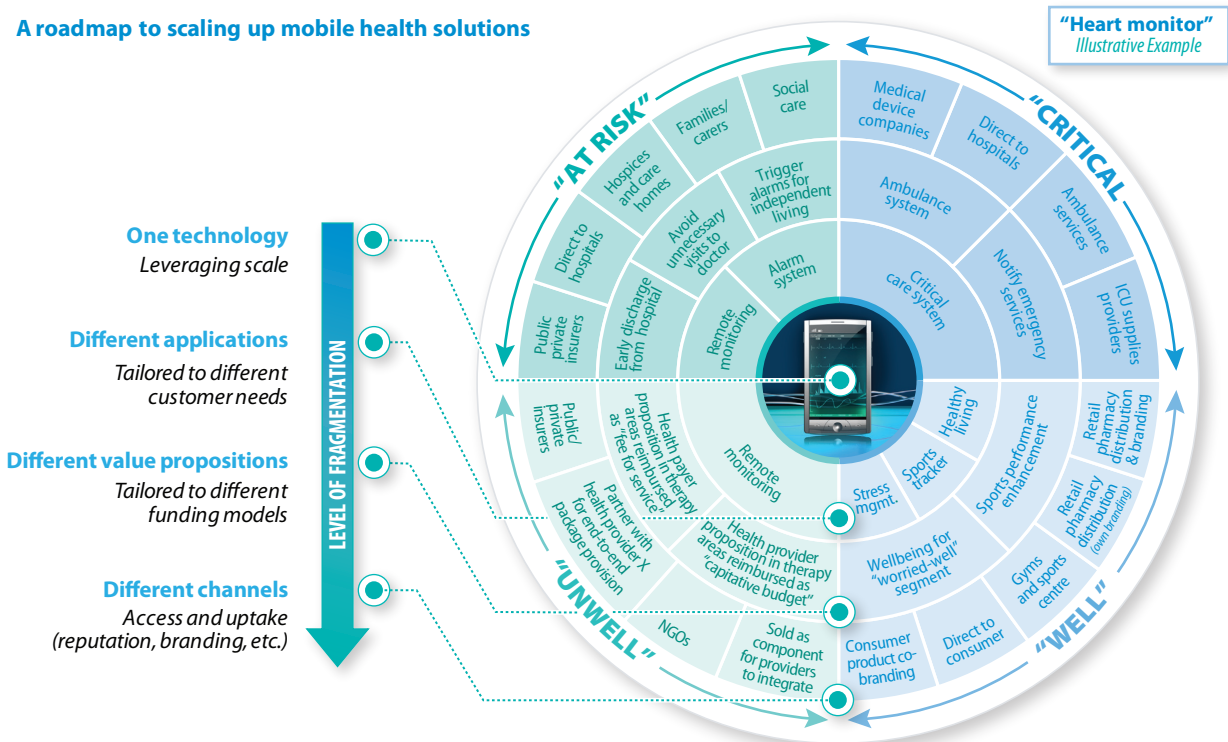 A roadmap to scaling up mobile health solutions
“Heart monitor”
Illustrative Example
One technology
Leveraging scale
Different applications
Tailored to different
customer needs
Different value propositions
Tailored to different
funding models
Different channels
Access and uptake
(reputation, branding, etc.)
LEVEL OF FRAGMENTATION
“AT RISK”
Public
private
insurers
Direct to
hospitals
Hospices
and care
homes
Families/
carers
Social
care
Early discharge
from hospital
Avoid
unnecessary
visits to
doctor
Trigger
alarms for
independent
living
Remote
monitoring
Alarm
system
“CRITICAL
Medical
device
companies
Direct to
hospitals
Ambulance
services
ICU supplies
providers
Ambulance
system
Notify emergency
services
Critical
care system
“WELL”
Retail
pharmacy
distribution
& branding
Retail
pharmacy
distribution
(own branding)
Gyms
and sports
centre
Direct to
consumer
Consumer
product co-
branding
Sports performance
enhancement
Wellbeing for
“worried-well”
segment
Healthy
living
Sports
tracker
Stress
mgmt.
“UNWELL”
Public/
private
insurers
Partner with
health provider X
for end-to-end
package provision
NGOs
Sold as
component
for providers
to integrate
Health payer
proposition in therapy
areas reimbursed
as “fee for service”
Health provider
proposition in therapy
areas reimbursed as
“capitative budget”
Remote
monitoring